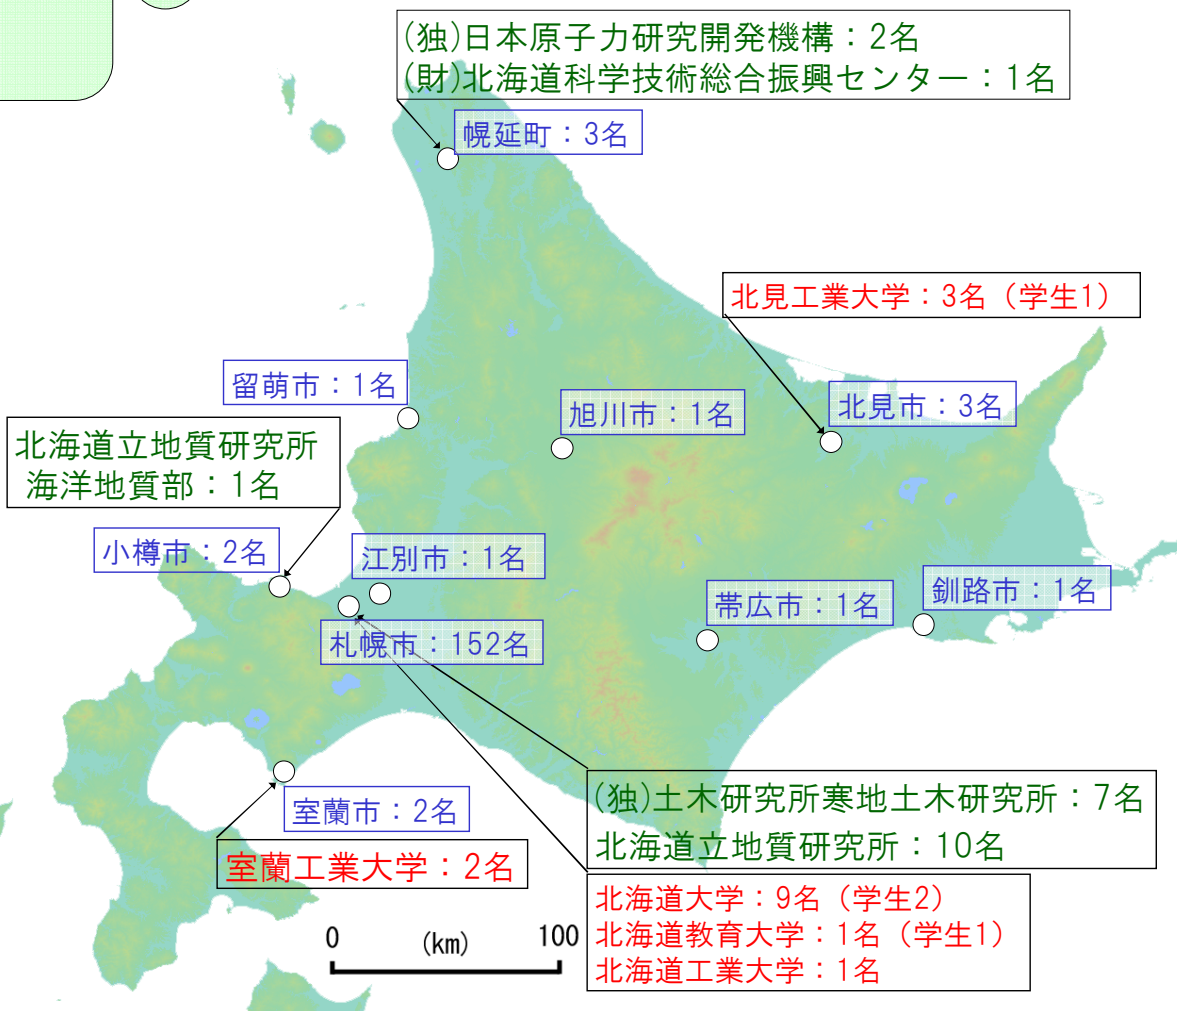 (独)日本原子力研究開発機構：2名
(財)北海道科学技術総合振興センター：1名
幌延町：3名
北見工業大学：3名（学生1）
留萌市：1名
旭川市：1名
北見市：3名
北海道立地質研究所
海洋地質部：1名
小樽市：2名
江別市：1名
帯広市：1名
釧路市：1名
札幌市：152名
(独)土木研究所寒地土木研究所：7名
北海道立地質研究所：10名
室蘭市：2名
室蘭工業大学：2名
北海道大学：9名（学生2）
北海道教育大学：1名（学生1）
北海道工業大学：1名
0 (km) 100